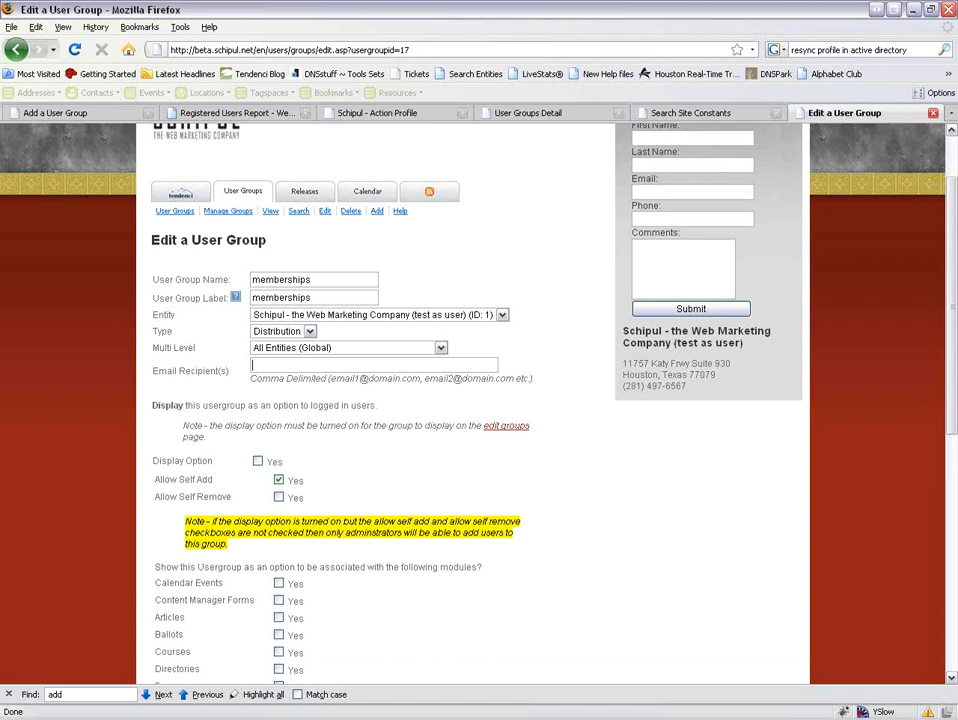 Edit a User Group - Mozilla Firefox
File Edit View History Bookmarks Tools Help
http://beta.schipul.net/en/users/groups/edit.asp?usergroupid=17
resync profile in active directory
Most Visited Getting Started Latest Headlines Tendenci Blog DNSstuff ~ Tools Sets Tickets Search Entities LiveStats® New Help files Houston Real-Time Tr... DNSPark Alphabet Club »
Addresses Contacts Events Locations Tagspaces Bookmarks Resources Options
Add a User Group Registered Users Report - We... Schipul - Action Profile User Groups Detail Search Site Constants Edit a User Group
THE WEB MARKETING COMPANY
tendenci User Groups Releases Calendar
User Groups Manage Groups View Search Edit Delete Add Help
Edit a User Group
User Group Name: memberships
User Group Label: ? memberships
Entity Schipul - the Web Marketing Company (test as user) (ID: 1)
Type Distribution
Multi Level All Entities (Global)
Email Recipient(s)
Comma Delimited (email1@domain.com, email2@domain.com etc.)
Display this usergroup as an option to logged in users.
Note - the display option must be turned on for the group to display on the edit groups
page.
Display Option Yes
Allow Self Add Yes
Allow Self Remove Yes
Note - if the display option is turned on but the allow self add and allow self remove
checkboxes are not checked then only adminstrators will be able to add users to
this group.
Show this Usergroup as an option to be associated with the following modules?
Calendar Events Yes
Content Manager Forms Yes
Articles Yes
Ballots Yes
Courses Yes
Directories Yes
First Name:
Last Name:
Email:
Phone:
Comments:
Submit
Schipul - the Web Marketing
Company (test as user)
11757 Katy Frwy Suite 930
Houston, Texas 77079
(281) 497-6567
Find: add Next Previous Highlight all Match case
Done YSlow